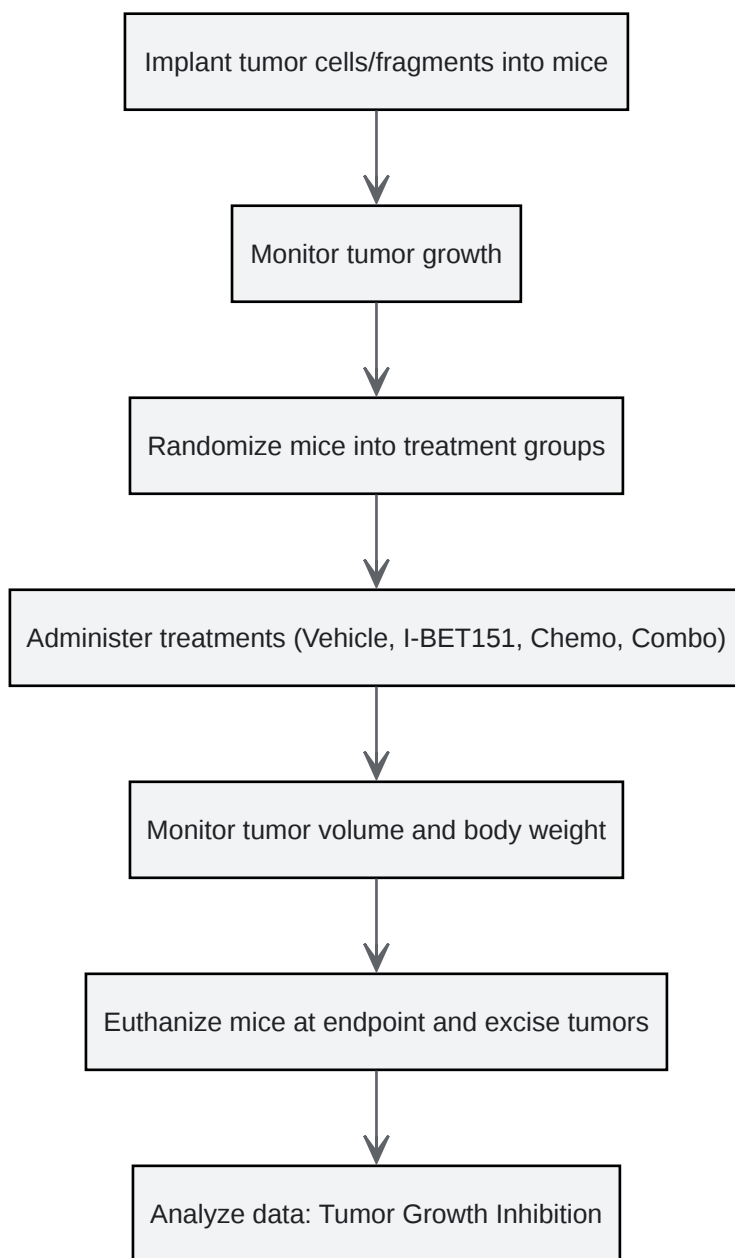 Implant tumor cells/fragments into mice
Monitor tumor growth
Randomize mice into treatment groups
Administer treatments (Vehicle, I-BET151, Chemo, Combo)
Monitor tumor volume and body weight
Euthanize mice at endpoint and excise tumors
Analyze data: Tumor Growth Inhibition